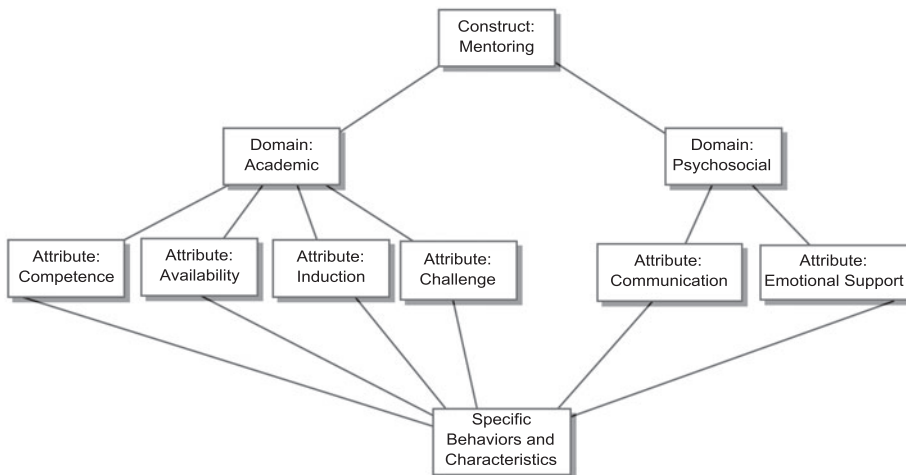 Construct:
Mentoring
Domain:
Academic
Domain:
Psychosocial
Attribute:
Competence
Attribute:
Availability
Attribute:
Induction
Attribute:
Challenge
Attribute:
Communication
Attribute:
Emotional Support
Specific
Behaviors and
Characteristics